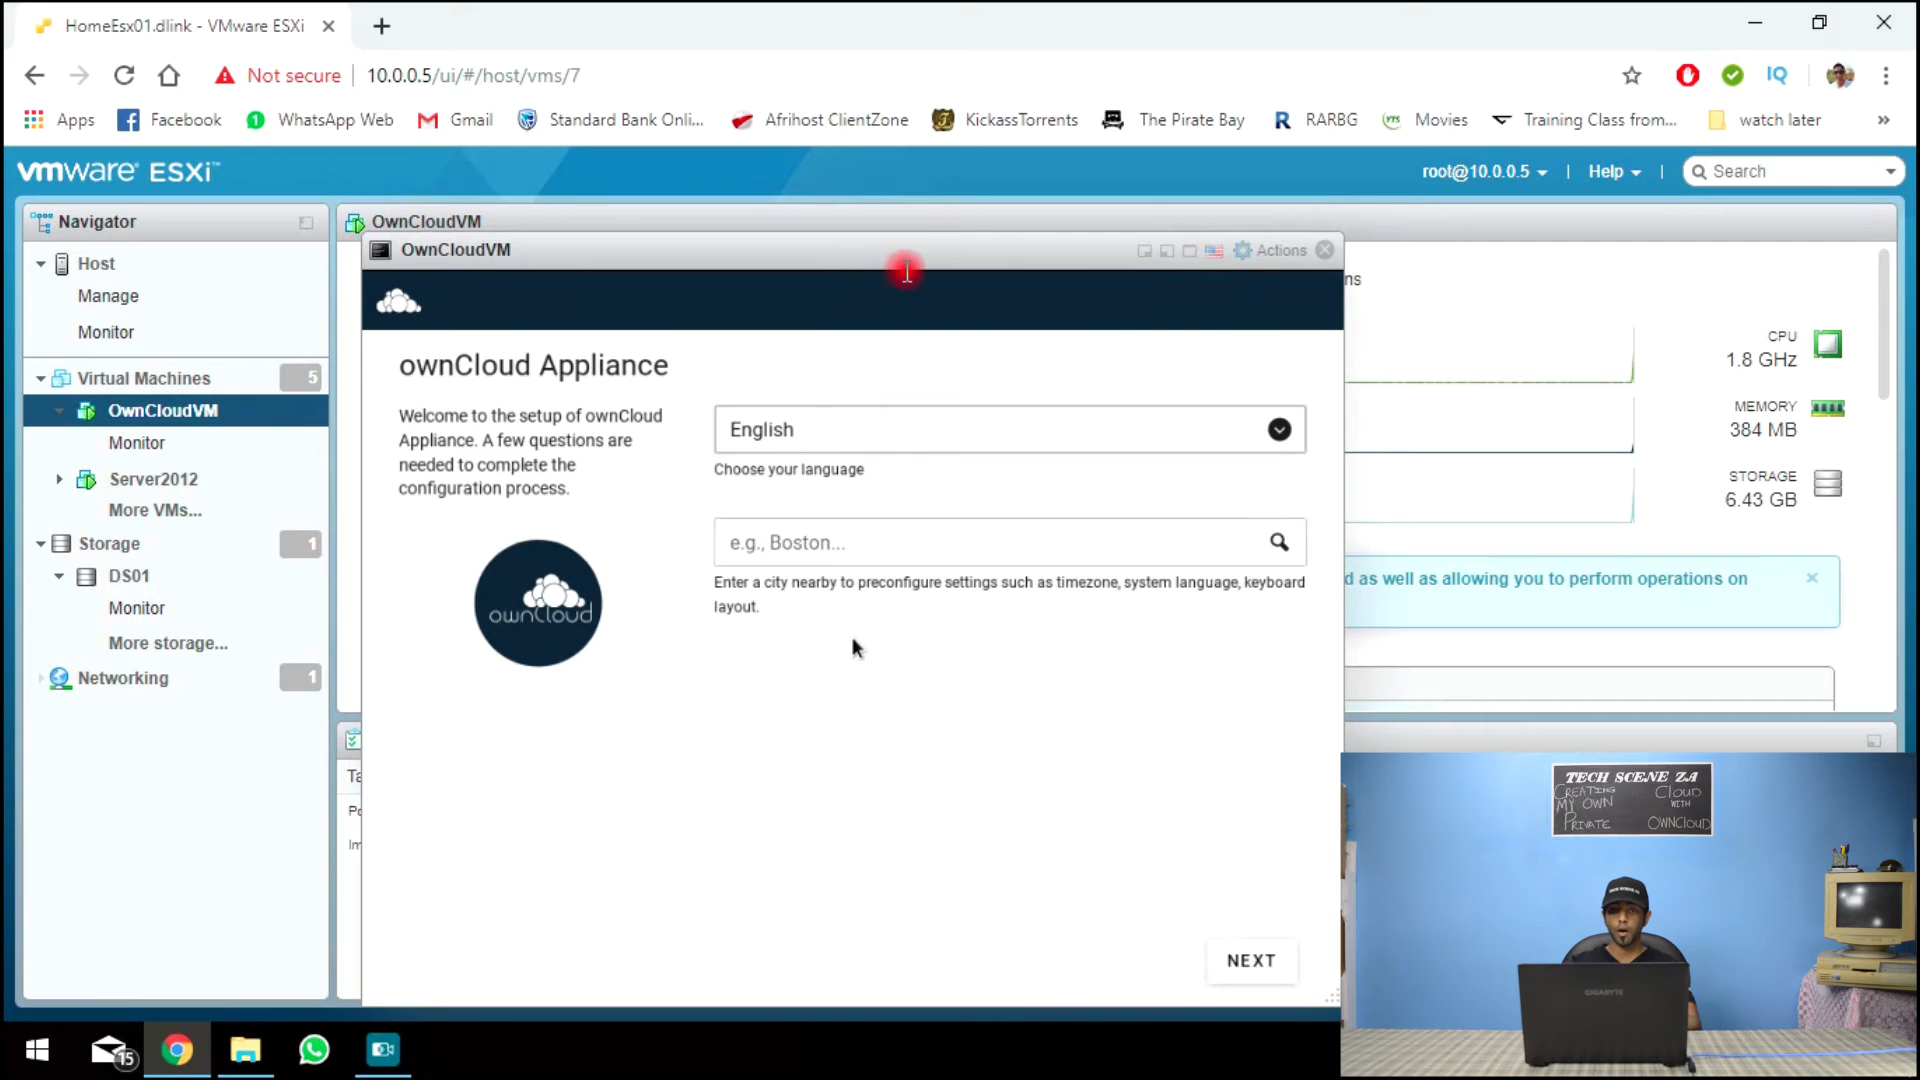 HomeEsx01.dlink - VMware ESXi
Not secure
10.0.0.5/ui/#/host/vms/7
IQ
Apps
Facebook
1
WhatsApp Web
Gmail
Standard Bank Onli...
Afrihost ClientZone
KickassTorrents
The Pirate Bay
R
RARBG
Movies
Training Class from...
watch later
»
vmware ESXi
root@10.0.0.5
Help
Search
Navigator
Host
Manage
Monitor
Virtual Machines
5
OwnCloudVM
Monitor
Server2012
More VMs...
Storage
1
DS01
Monitor
More storage...
Networking
1
OwnCloudVM
OwnCloudVM
Actions
ownCloud Appliance
Welcome to the setup of ownCloud
Appliance. A few questions are
needed to complete the
configuration process.
ownCloud
English
Choose your language
e.g., Boston...
Enter a city nearby to preconfigure settings such as timezone, system language, keyboard
layout.
NEXT
ns
CPU
1.8 GHz
MEMORY
384 MB
STORAGE
6.43 GB
d as well as allowing you to perform operations on
Ta
Po
Im
TECH SCENE ZA
CREATING
MY OWN
PRIVATE
CLOUD
WITH
OWNCLOUD
GIGABYTE
15